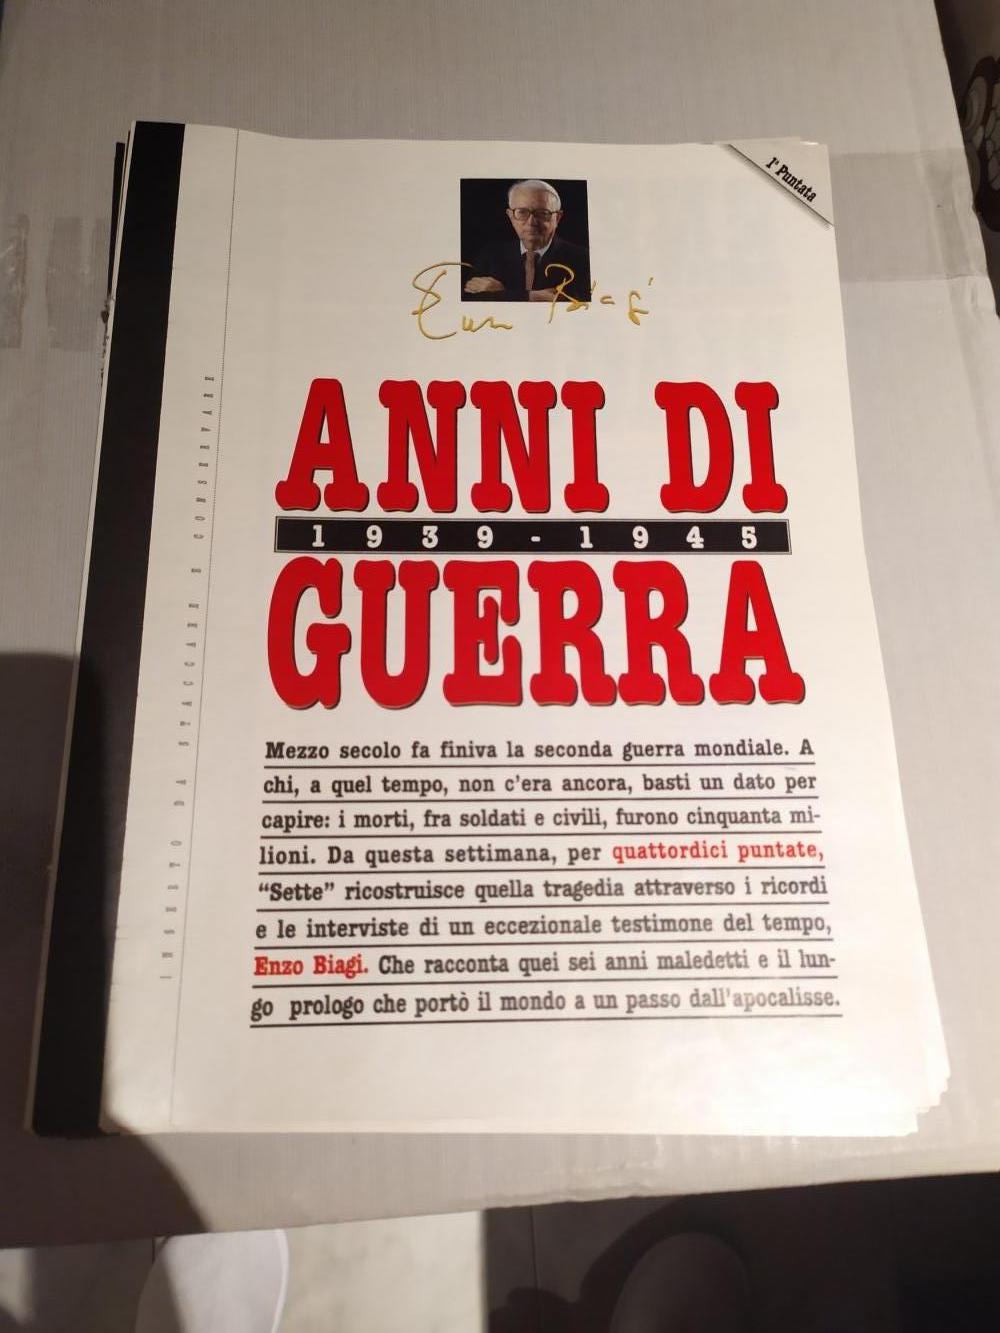 1ª Puntata
Enzo Biagi
ANNI DI
1939-1945
GUERRA
Mezzo secolo fa finiva la seconda guerra mondiale. A
chi, a quel tempo, non c'era ancora, basti un dato per
capire: i morti, fra soldati e civili, furono cinquanta mi-
lioni. Da questa settimana, per quattordici puntate,
"Sette" ricostruisce quella tragedia attraverso i ricordi
e le interviste di un eccezionale testimone del tempo,
Enzo Biagi. Che racconta quei sei anni maledetti e il lun-
go prologo che portò il mondo a un passo dall'apocalisse.
INSERTO DA STACCARE E CONSERVARE